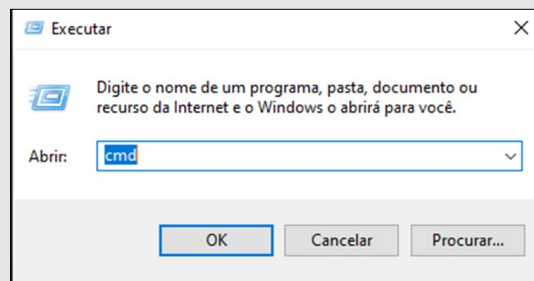 Executar
Digite o nome de um programa, pasta, documento ou
recurso da Internet e o Windows o abrirá para você.
Abrir: cmd
OK Cancelar Procurar...